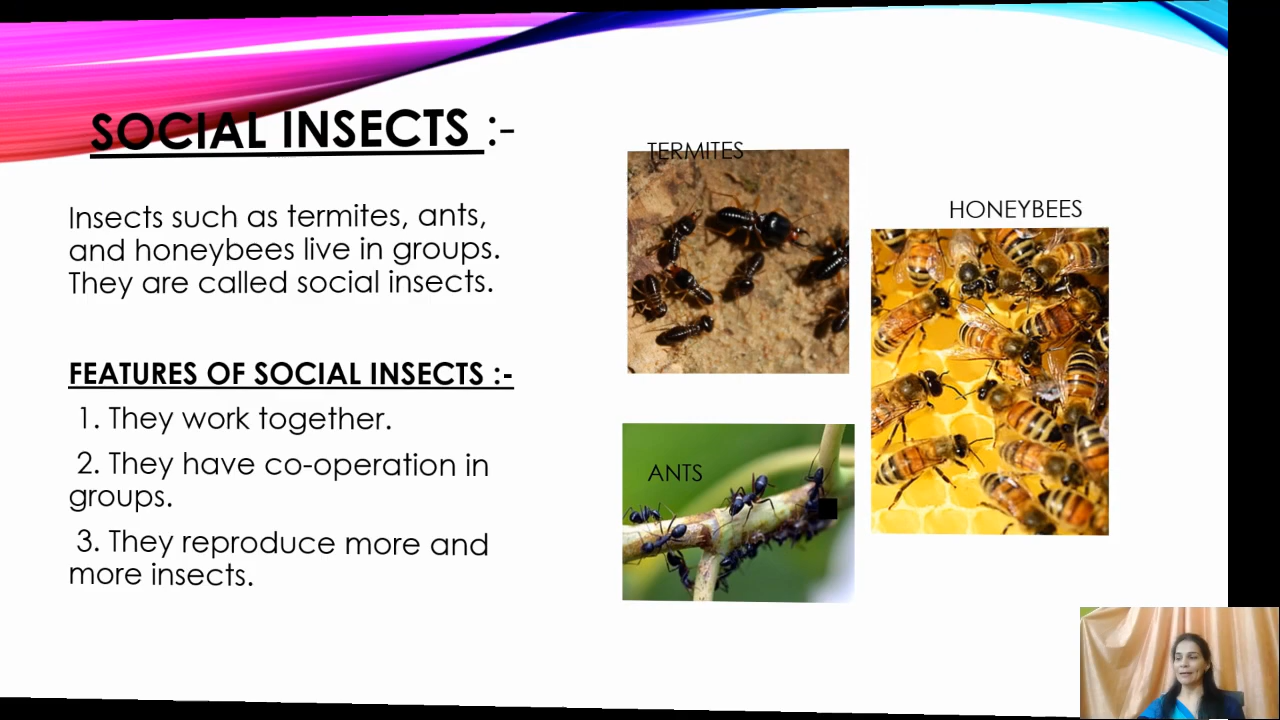 SOCIAL INSECTS :-
Insects such as termites, ants,
and honeybees live in groups.
They are called social insects.
FEATURES OF SOCIAL INSECTS :-
1. They work together.
2. They have co-operation in
groups.
3. They reproduce more and
more insects.
TERMITES
HONEYBEES
ANTS